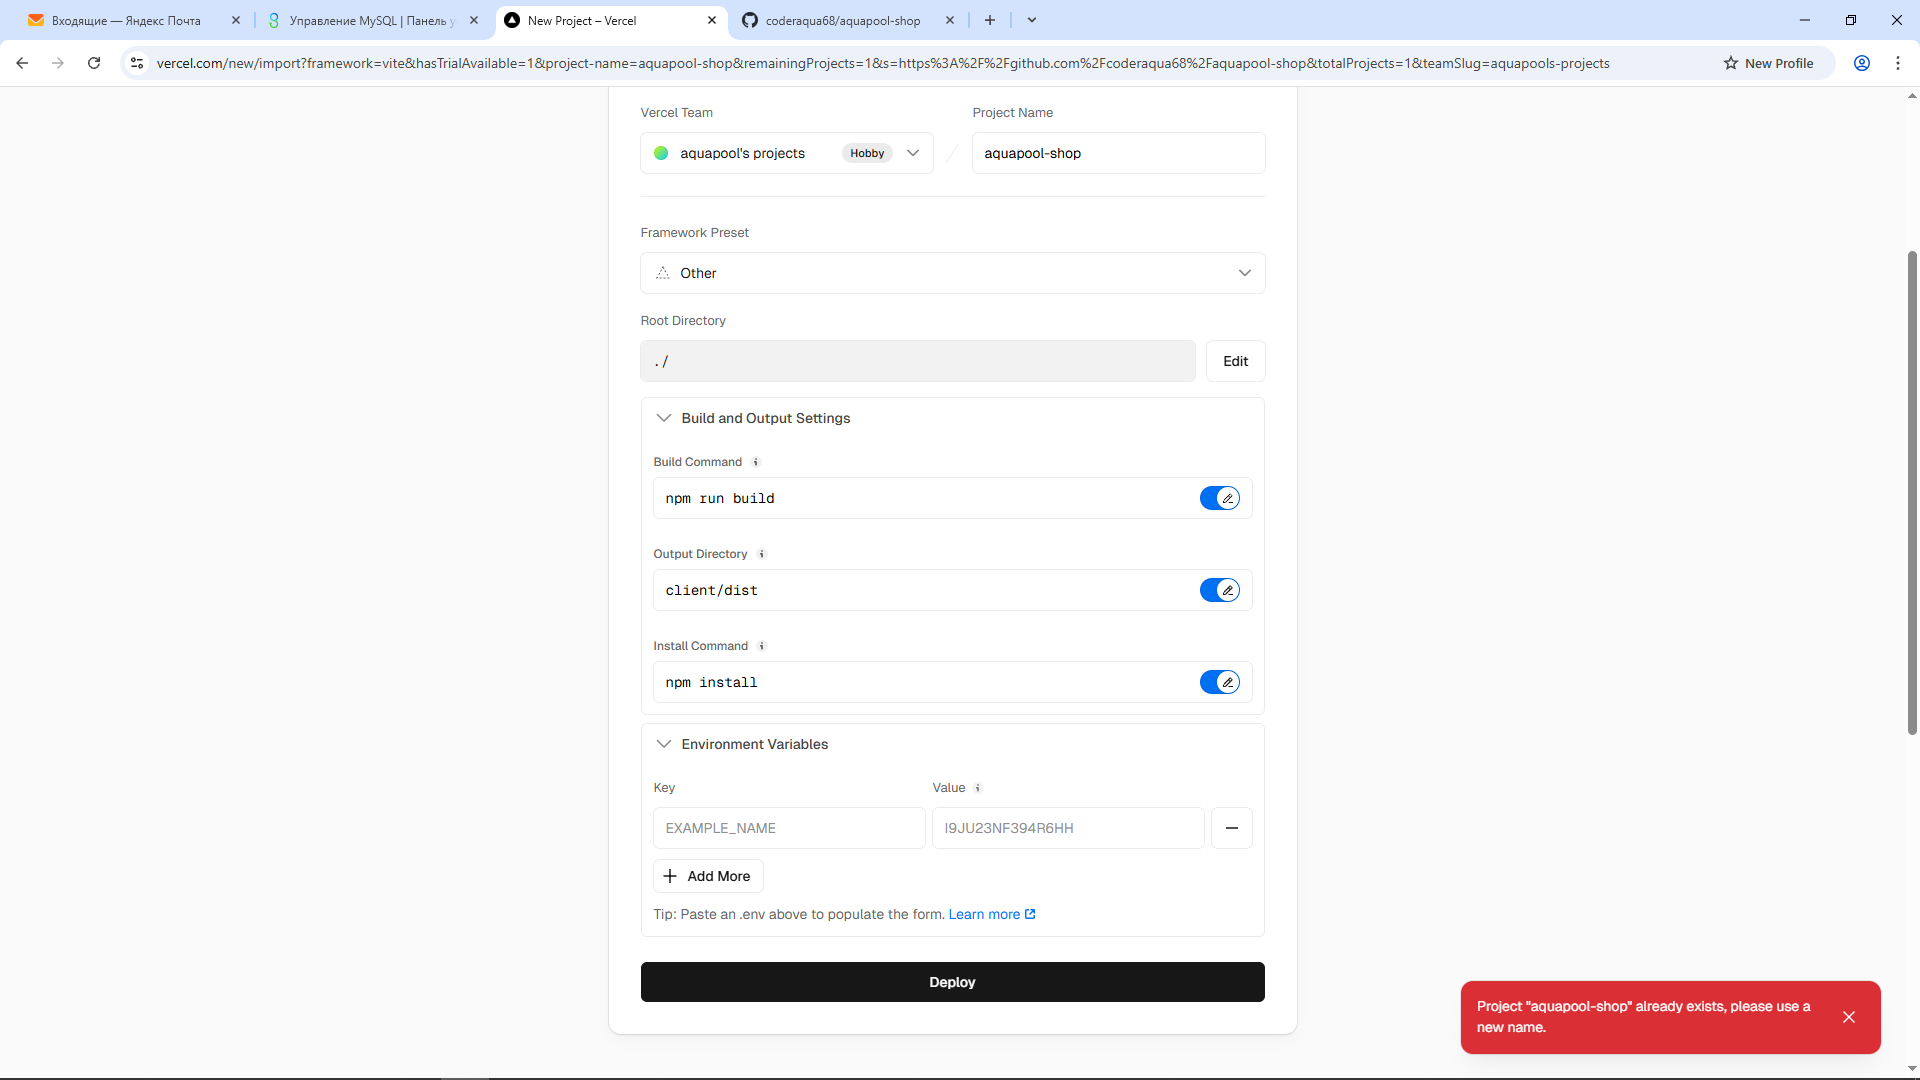 Входящие — Яндекс Почта
Управление MySQL | Панель у
New Project – Vercel
coderaqua68/aquapool-shop
vercel.com/new/import?framework=vite&hasTrialAvailable=1&project-name=aquapool-shop&remainingProjects=1&s=https%3A%2F%2Fgithub.com%2Fcoderaqua68%2Faquapool-shop&totalProjects=1&teamSlug=aquapools-projects
New Profile
Vercel Team
Project Name
aquapool's projects
Hobby
aquapool-shop
Framework Preset
Other
Root Directory
./
Edit
Build and Output Settings
Build Command
npm run build
Output Directory
client/dist
Install Command
npm install
Environment Variables
Key
Value
EXAMPLE_NAME
I9JU23NF394R6HH
Add More
Tip: Paste an .env above to populate the form. Learn more
Deploy
Project "aquapool-shop" already exists, please use a
new name.